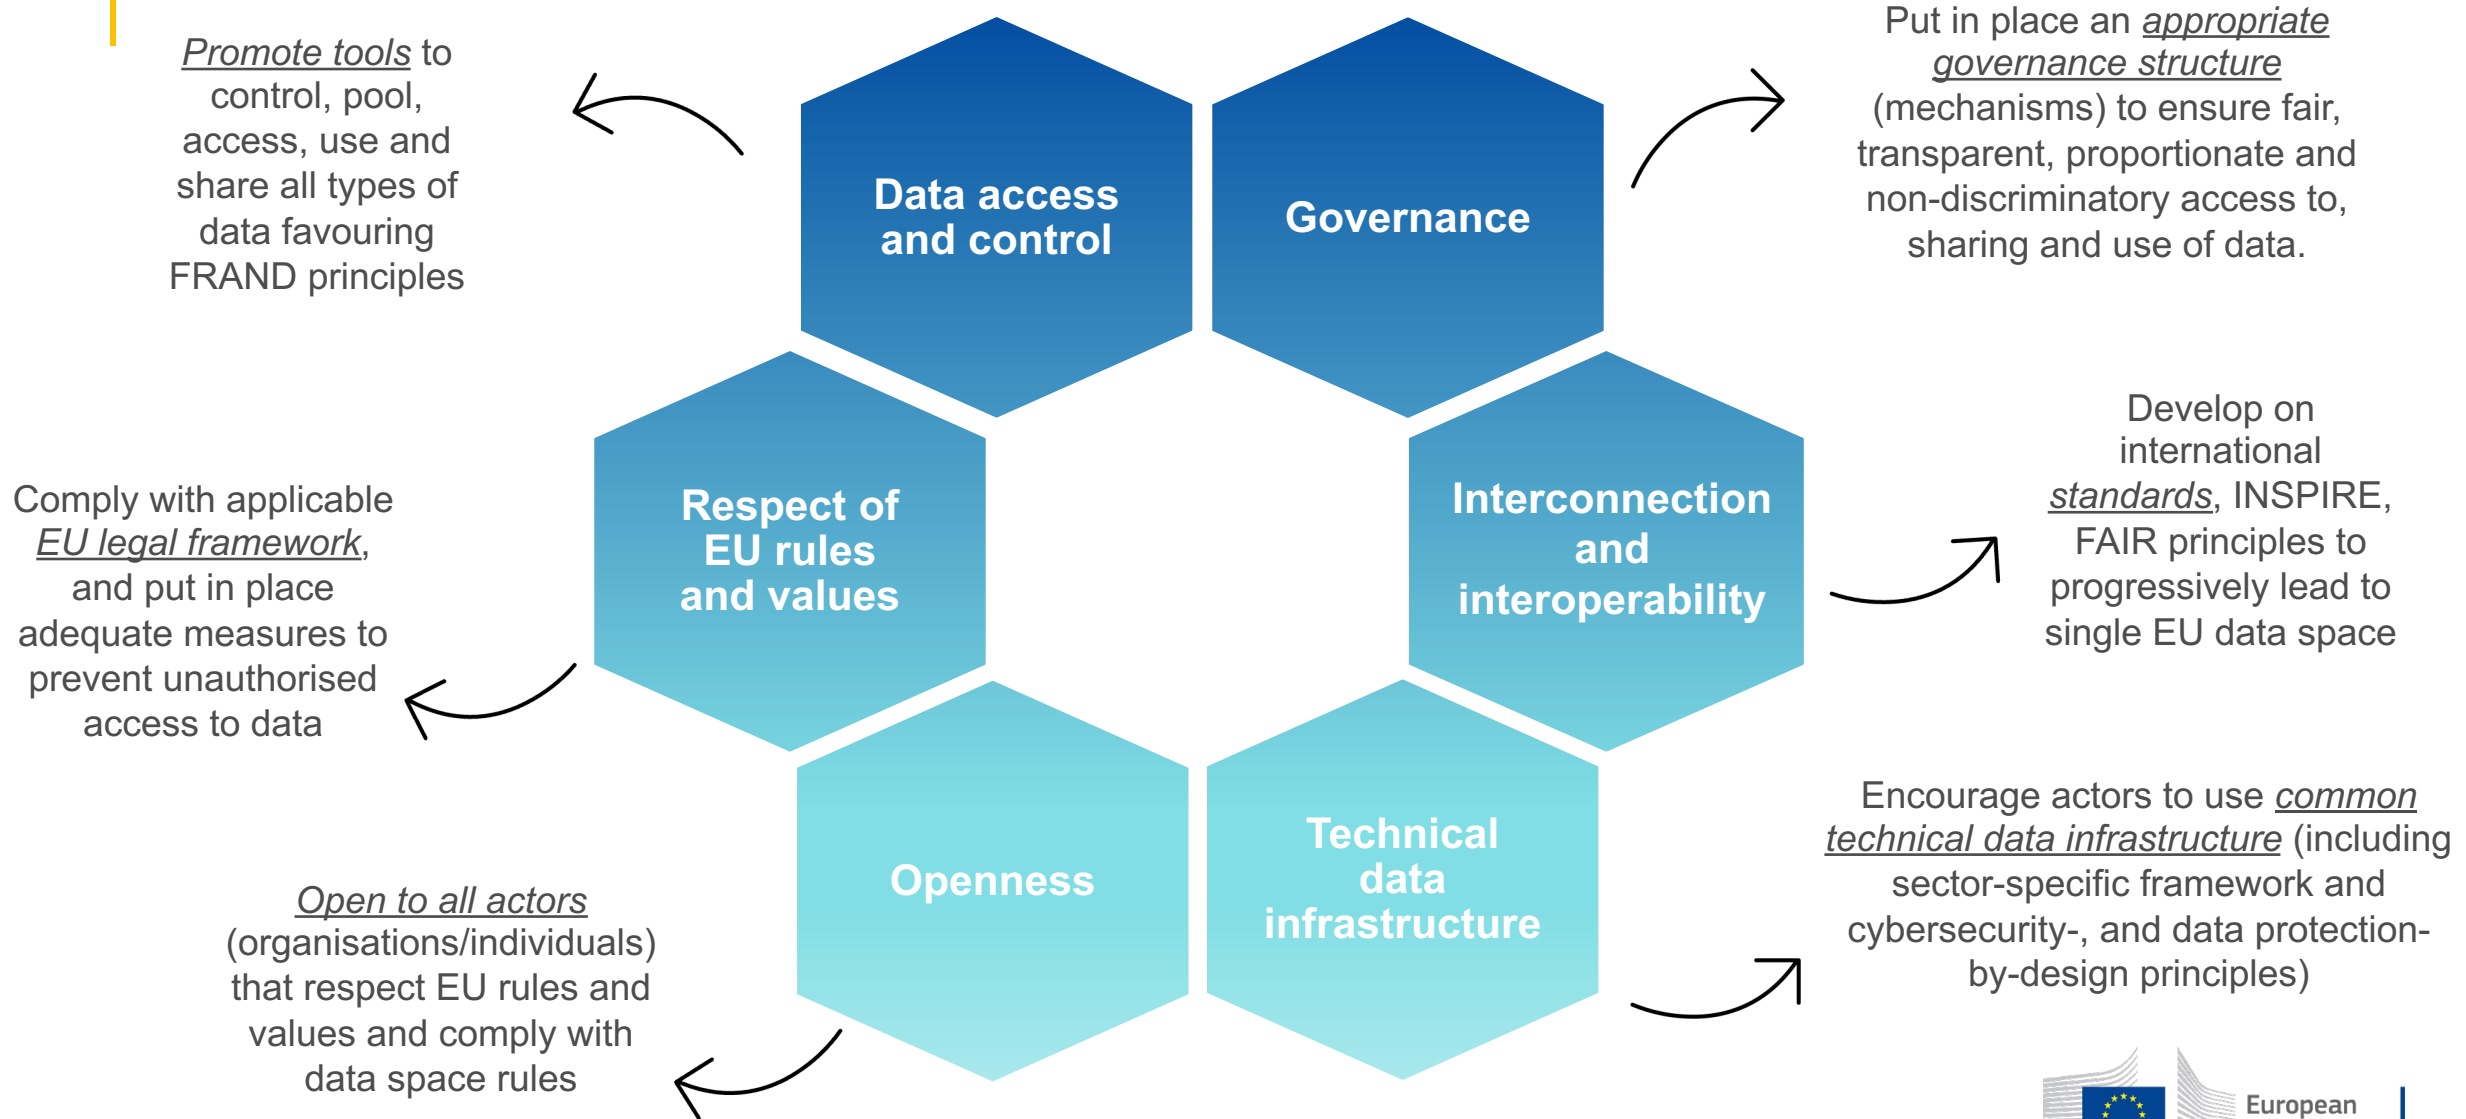 Promote tools to
control, pool,
access, use and
share all types of
data favouring
FRAND principles
Data access
and control
Governance
Put in place an appropriate
governance structure
(mechanisms) to ensure fair,
transparent, proportionate and
non-discriminatory access to,
sharing and use of data.
Comply with applicable
EU legal framework,
and put in place
adequate measures to
prevent unauthorised
access to data
Respect of
EU rules
and values
Interconnection
and
interoperability
Develop on
international
standards, INSPIRE,
FAIR principles to
progressively lead to
single EU data space
Open to all actors
(organisations/individuals)
that respect EU rules and
values and comply with
data space rules
Openness
Technical
data
infrastructure
Encourage actors to use common
technical data infrastructure (including
sector-specific framework and
cybersecurity-, and data protection-
by-design principles)
European